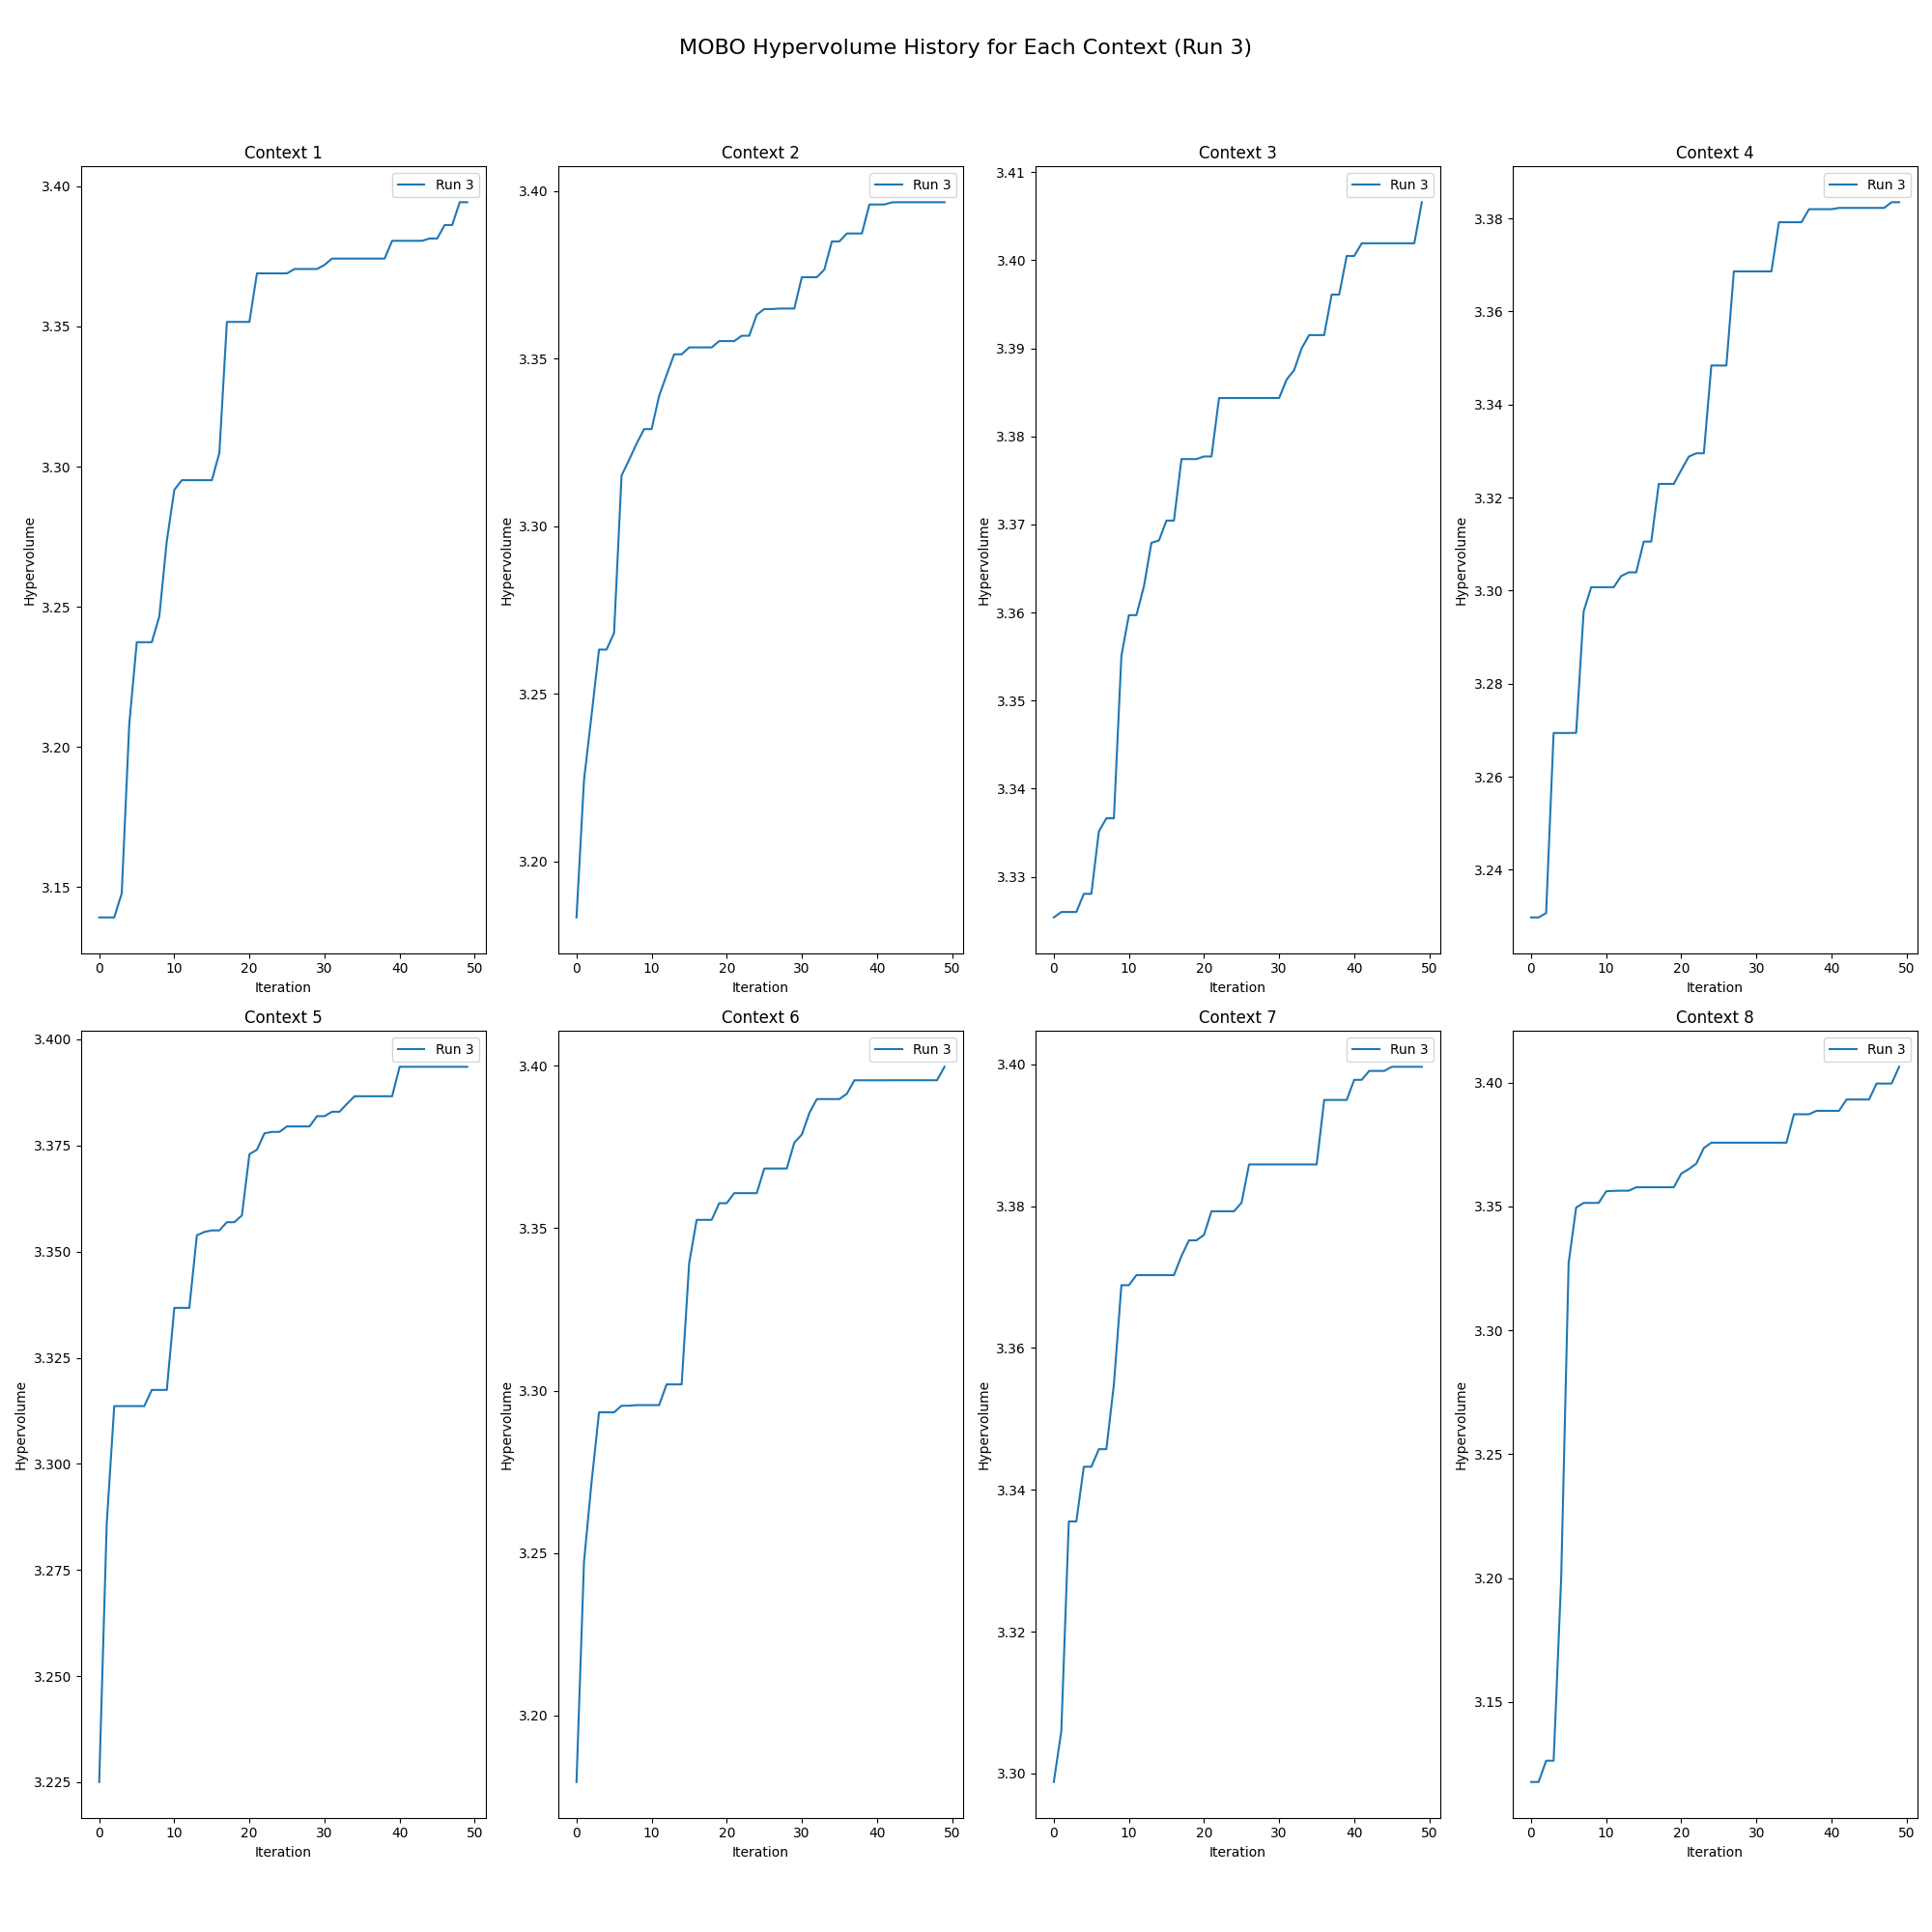 MOBO Hypervolume History for Each Context (Run 3)
Context 1
Run 3
3.40
3.35
3.30
3.25
3.20
3.15
Hypervolume
0 10 20 30 40 50
Iteration
Context 2
Run 3
3.40
3.35
3.30
3.25
3.20
Hypervolume
0 10 20 30 40 50
Iteration
Context 3
Run 3
3.41
3.40
3.39
3.38
3.37
3.36
3.35
3.34
3.33
Hypervolume
0 10 20 30 40 50
Iteration
Context 4
Run 3
3.38
3.36
3.34
3.32
3.30
3.28
3.26
3.24
Hypervolume
0 10 20 30 40 50
Iteration
Context 5
Run 3
3.400
3.375
3.350
3.325
3.300
3.275
3.250
3.225
Hypervolume
0 10 20 30 40 50
Iteration
Context 6
Run 3
3.40
3.35
3.30
3.25
3.20
Hypervolume
0 10 20 30 40 50
Iteration
Context 7
Run 3
3.40
3.38
3.36
3.34
3.32
3.30
Hypervolume
0 10 20 30 40 50
Iteration
Context 8
Run 3
3.40
3.35
3.30
3.25
3.20
3.15
Hypervolume
0 10 20 30 40 50
Iteration